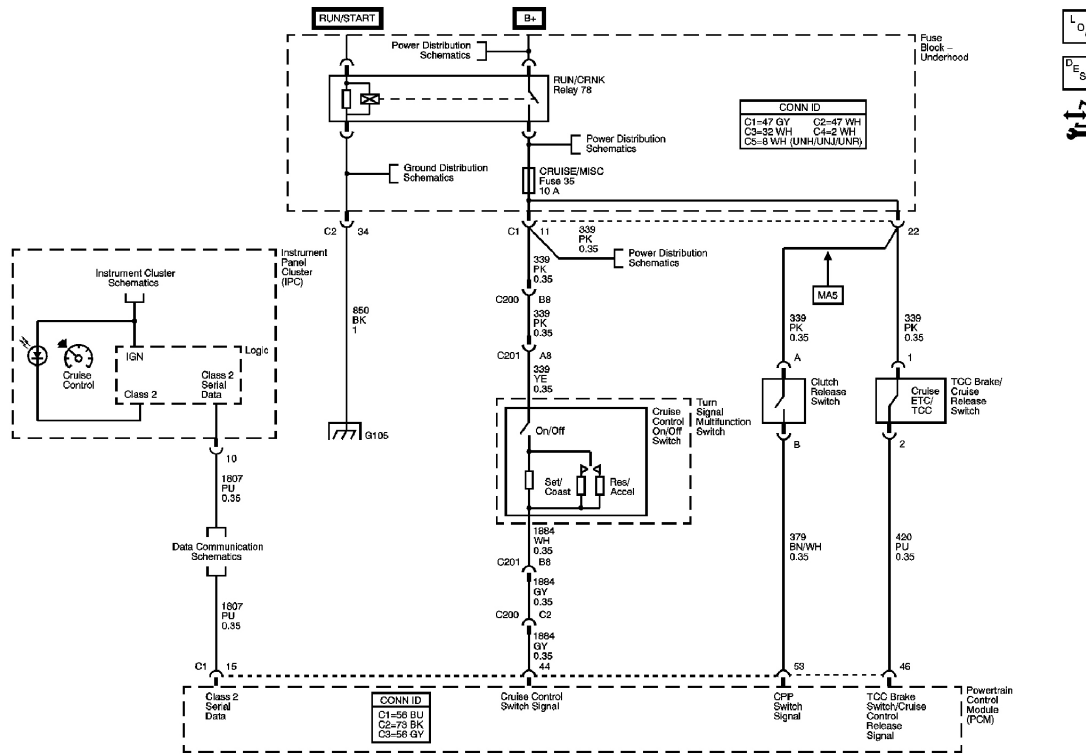 RUN/START
B+
Power Distribution
Schematics
Fuse
Block –
Underhood
RUN/CRNK
Relay 78
CONN ID
C1=47 GY C2=47 WH
C3=32 WH C4=2 WH
C5=8 WH (UNH/UNJ/UNR)
Power Distribution
Schematics
Ground Distribution
Schematics
CRUISE/MISC
Fuse 35
10 A
C2 34
C1 11
339
PK
0.35
22
Power Distribution
Schematics
339
PK
0.35
MA5
Instrument
Panel
Cluster
(IPC)
Instrument Cluster
Schematics
IGN
Logic
Cruise
Control
Class 2
Class 2
Serial
Data
850
BK
1
C200 B8
339
PK
0.35
C201 A8
339
YE
0.35
339
PK
0.35
339
PK
0.35
A
1
Clutch
Release
Switch
Cruise
ETC/
TCC
TCC Brake/
Cruise
Release
Switch
B
2
G105
On/Off
Cruise
Control
On/Off
Switch
Turn
Signal
Multifunction
Switch
Set/
Coast
Res/
Accel
10
1807
PU
0.35
Data Communication
Schematics
1807
PU
0.35
1884
WH
0.35
C201 B8
1884
GY
0.35
C200 C2
1884
GY
0.35
379
BN/WH
0.35
420
PU
0.35
C1 15
44
53
46
Class 2
Serial
Data
CONN ID
C1=56 BU
C2=73 BK
C3=56 GY
Cruise Control
Switch Signal
CPP
Switch
Signal
TCC Brake
Switch/Cruise
Control
Release
Signal
Powertrain
Control
Module
(PCM)
L
O
D
E
S